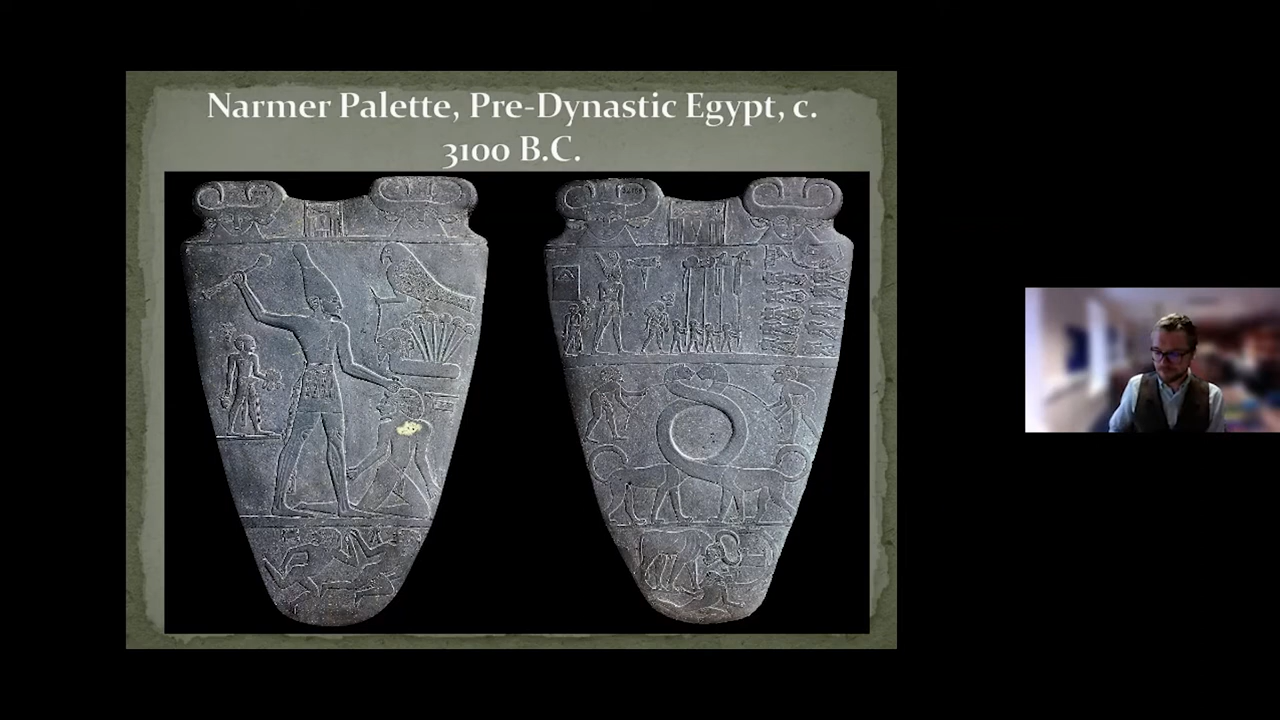 Narmer Palette, Pre-Dynastic Egypt, c.
3100 B.C.